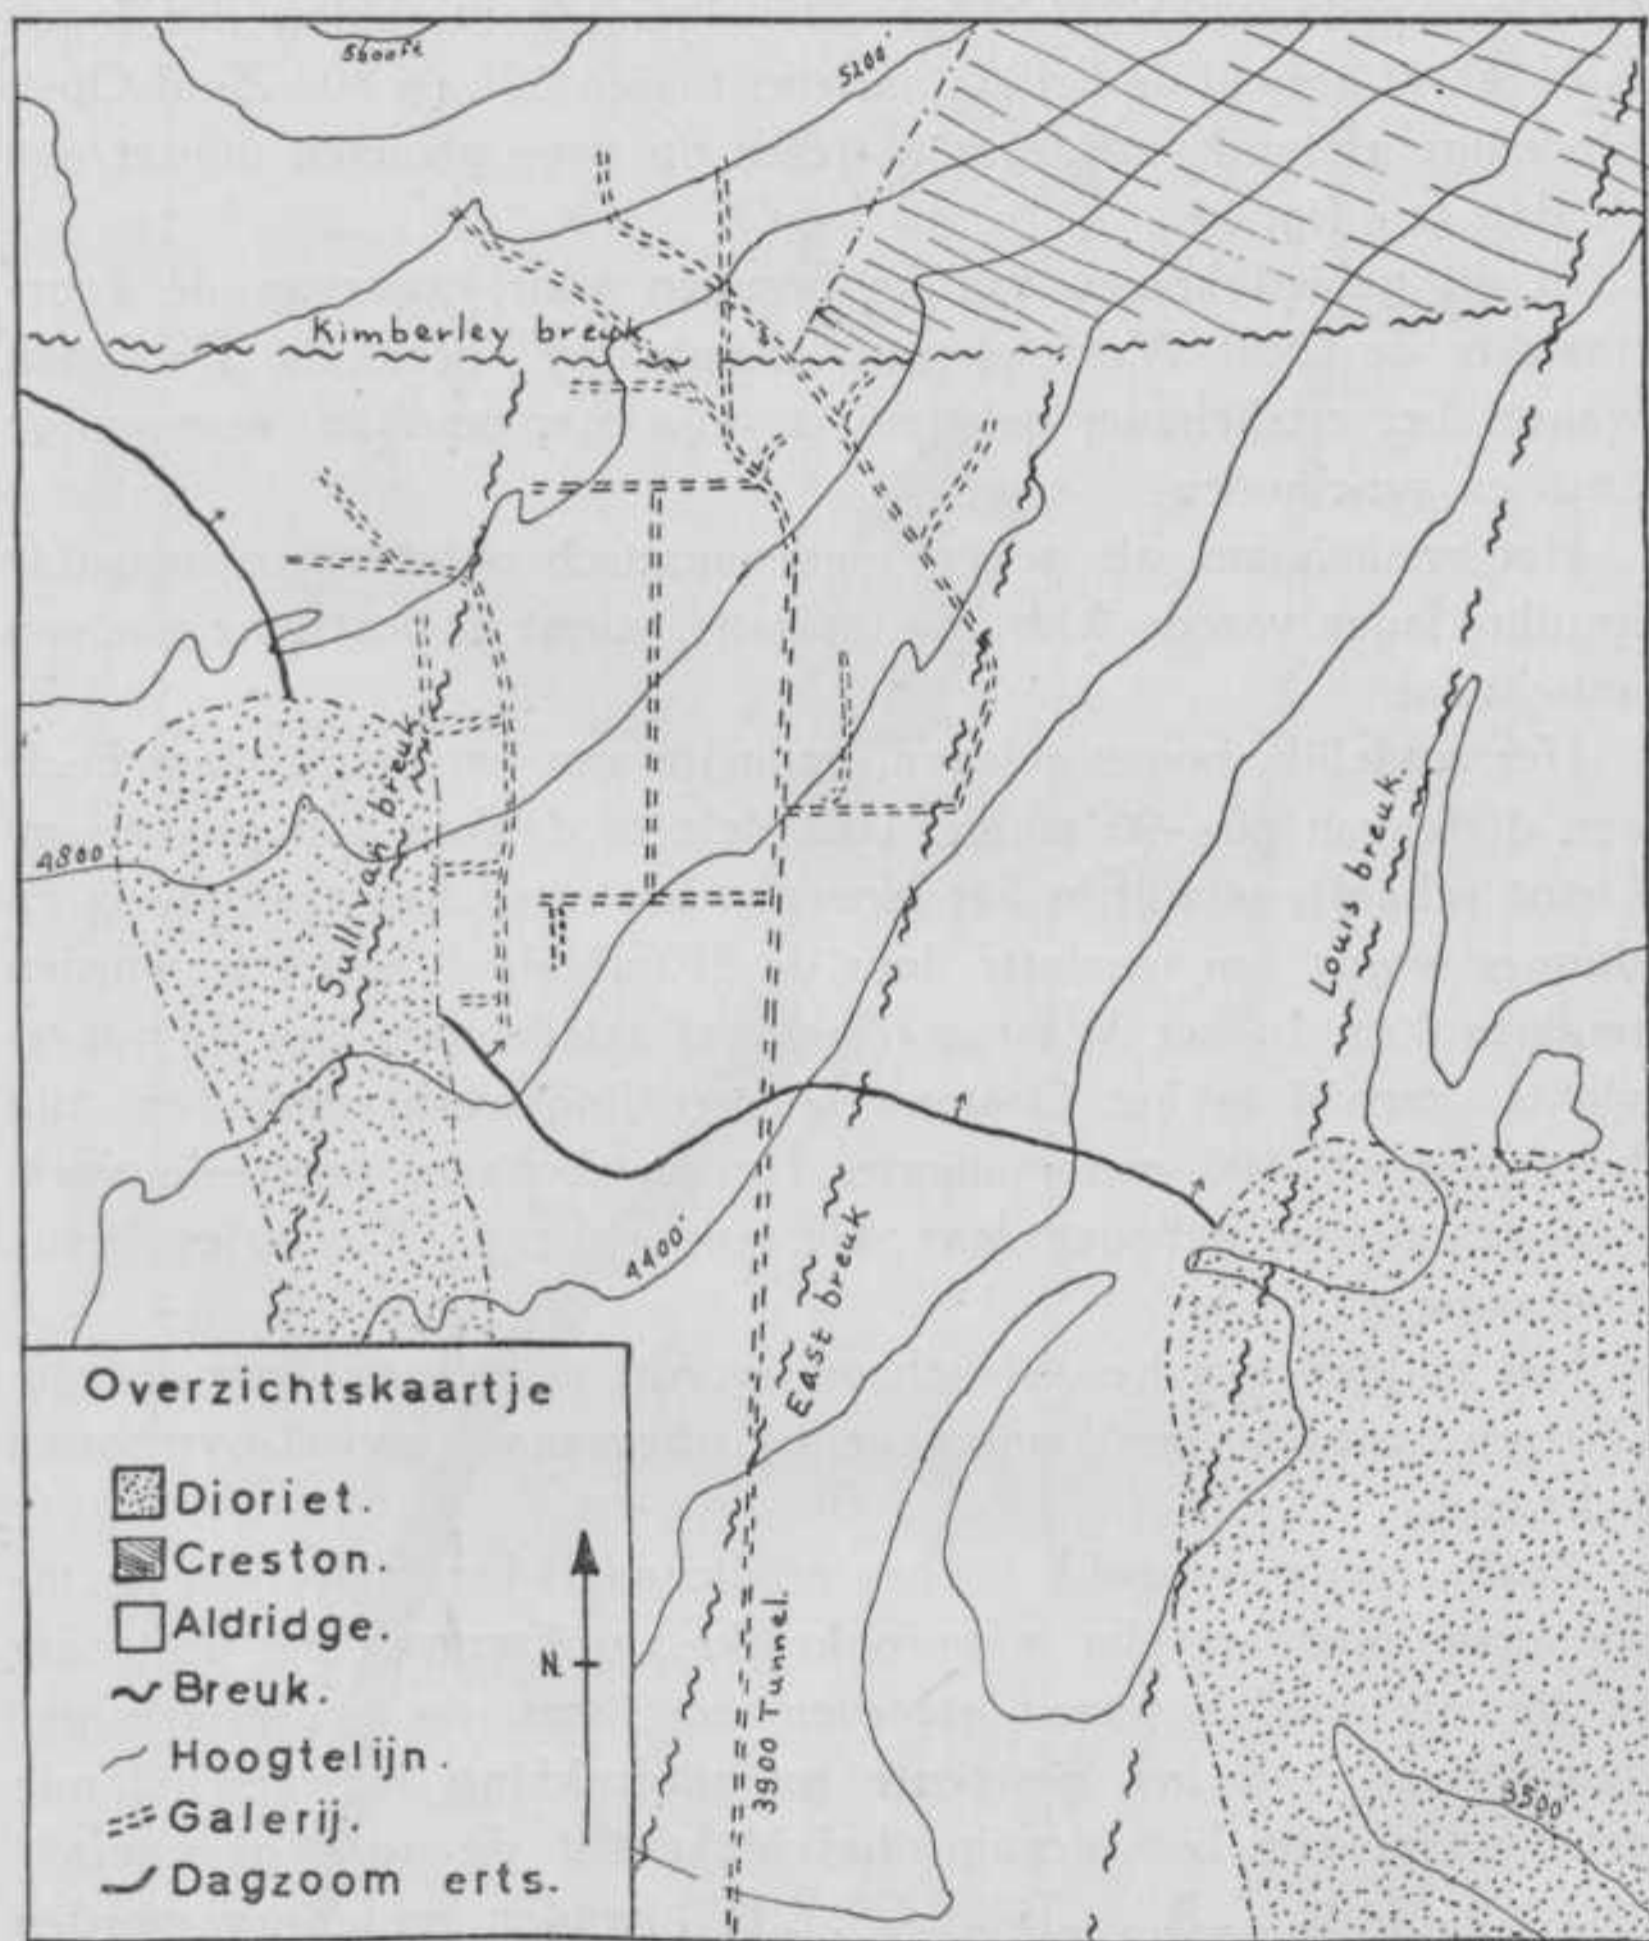 5600ft
5200'
Kimberley breuk
4800
Sullivan breuk
Louis breuk.
4400'
East breuk
3900 Tunnel.
3500'
Overzichtskaartje
Dioriet.
Creston.
Aldridge.
Breuk.
N.
Hoogtelijn.
Galerij.
Dagzoom erts.